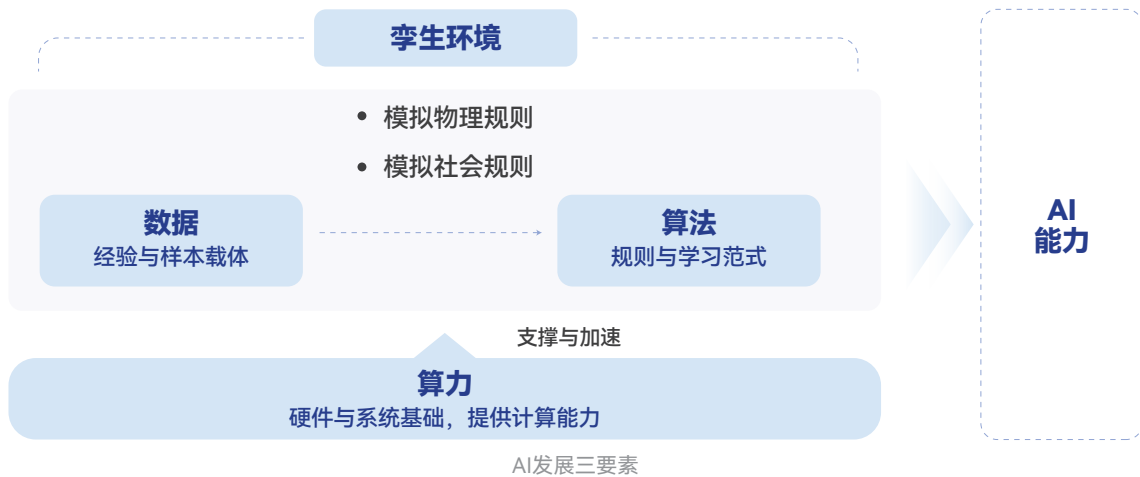 孪生环境
模拟物理规则
模拟社会规则
数据
经验与样本载体
算法
规则与学习范式
AI
能力
支撑与加速
算力
硬件与系统基础，提供计算能力
AI发展三要素